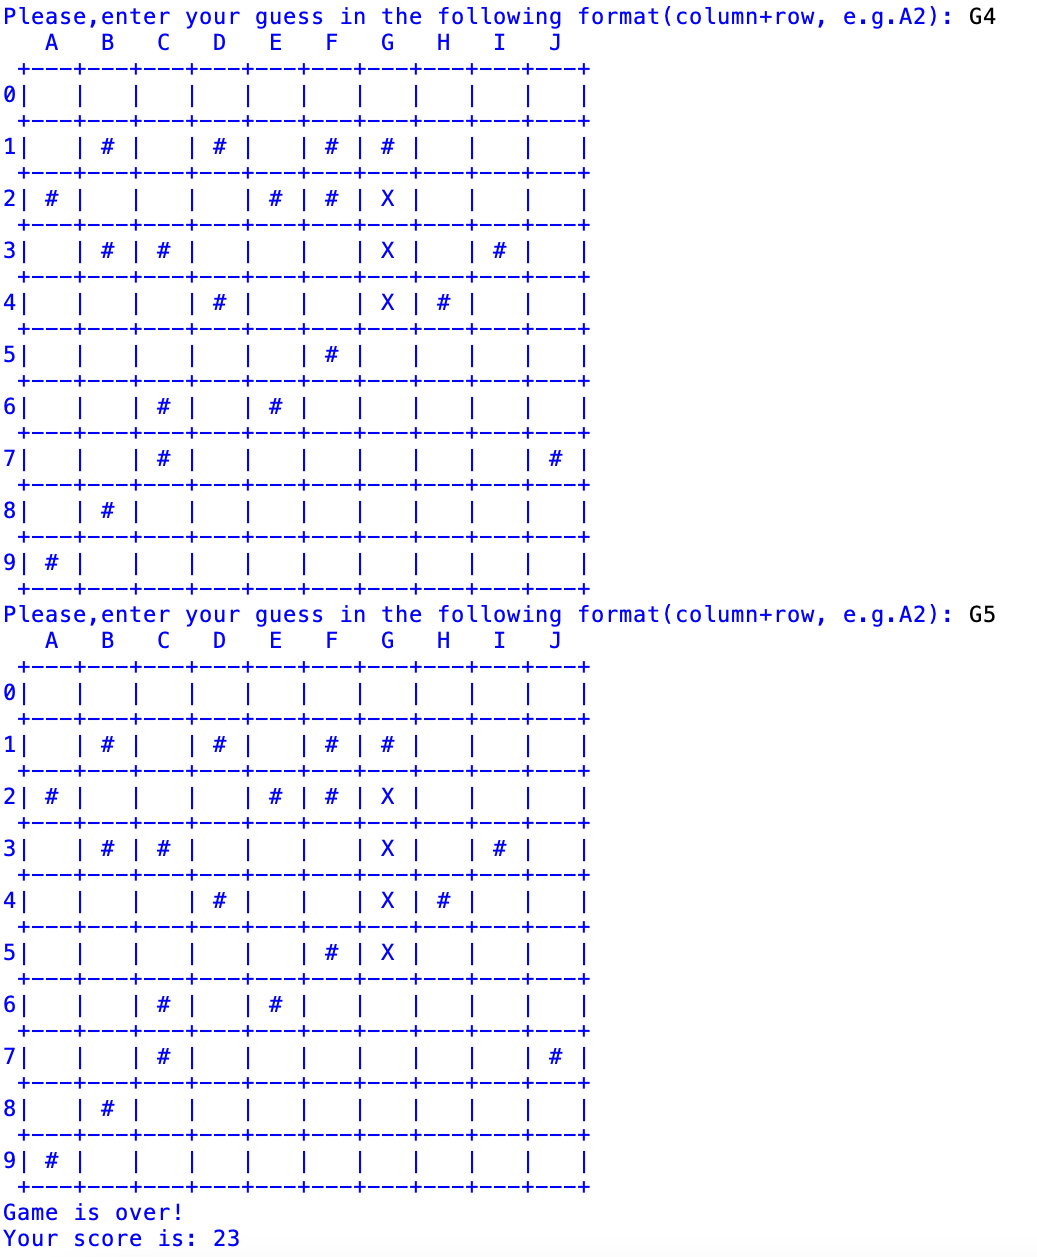 Please,enter your guess in the following format(column+row, e.g.A2): G4
    A   B   C   D   E   F   G   H   I   J
  +---+---+---+---+---+---+---+---+---+---+
0|   |   |   |   |   |   |   |   |   |   |
  +---+---+---+---+---+---+---+---+---+---+
1|   | # |   | # |   | # | # |   |   |   |
  +---+---+---+---+---+---+---+---+---+---+
2| # |   |   |   | # | # | X |   |   |   |
  +---+---+---+---+---+---+---+---+---+---+
3|   | # | # |   |   |   | X |   | # |   |
  +---+---+---+---+---+---+---+---+---+---+
4|   |   |   | # |   |   | X | # |   |   |
  +---+---+---+---+---+---+---+---+---+---+
5|   |   |   |   |   | # |   |   |   |   |
  +---+---+---+---+---+---+---+---+---+---+
6|   |   | # |   | # |   |   |   |   |   |
  +---+---+---+---+---+---+---+---+---+---+
7|   |   | # |   |   |   |   |   |   | # |
  +---+---+---+---+---+---+---+---+---+---+
8|   | # |   |   |   |   |   |   |   |   |
  +---+---+---+---+---+---+---+---+---+---+
9| # |   |   |   |   |   |   |   |   |   |
  +---+---+---+---+---+---+---+---+---+---+
Please,enter your guess in the following format(column+row, e.g.A2): G5
    A   B   C   D   E   F   G   H   I   J
  +---+---+---+---+---+---+---+---+---+---+
0|   |   |   |   |   |   |   |   |   |   |
  +---+---+---+---+---+---+---+---+---+---+
1|   | # |   | # |   | # | # |   |   |   |
  +---+---+---+---+---+---+---+---+---+---+
2| # |   |   |   | # | # | X |   |   |   |
  +---+---+---+---+---+---+---+---+---+---+
3|   | # | # |   |   |   | X |   | # |   |
  +---+---+---+---+---+---+---+---+---+---+
4|   |   |   | # |   |   | X | # |   |   |
  +---+---+---+---+---+---+---+---+---+---+
5|   |   |   |   |   | # | X |   |   |   |
  +---+---+---+---+---+---+---+---+---+---+
6|   |   | # |   | # |   |   |   |   |   |
  +---+---+---+---+---+---+---+---+---+---+
7|   |   | # |   |   |   |   |   |   | # |
  +---+---+---+---+---+---+---+---+---+---+
8|   | # |   |   |   |   |   |   |   |   |
  +---+---+---+---+---+---+---+---+---+---+
9| # |   |   |   |   |   |   |   |   |   |
  +---+---+---+---+---+---+---+---+---+---+
Game is over!
Your score is: 23